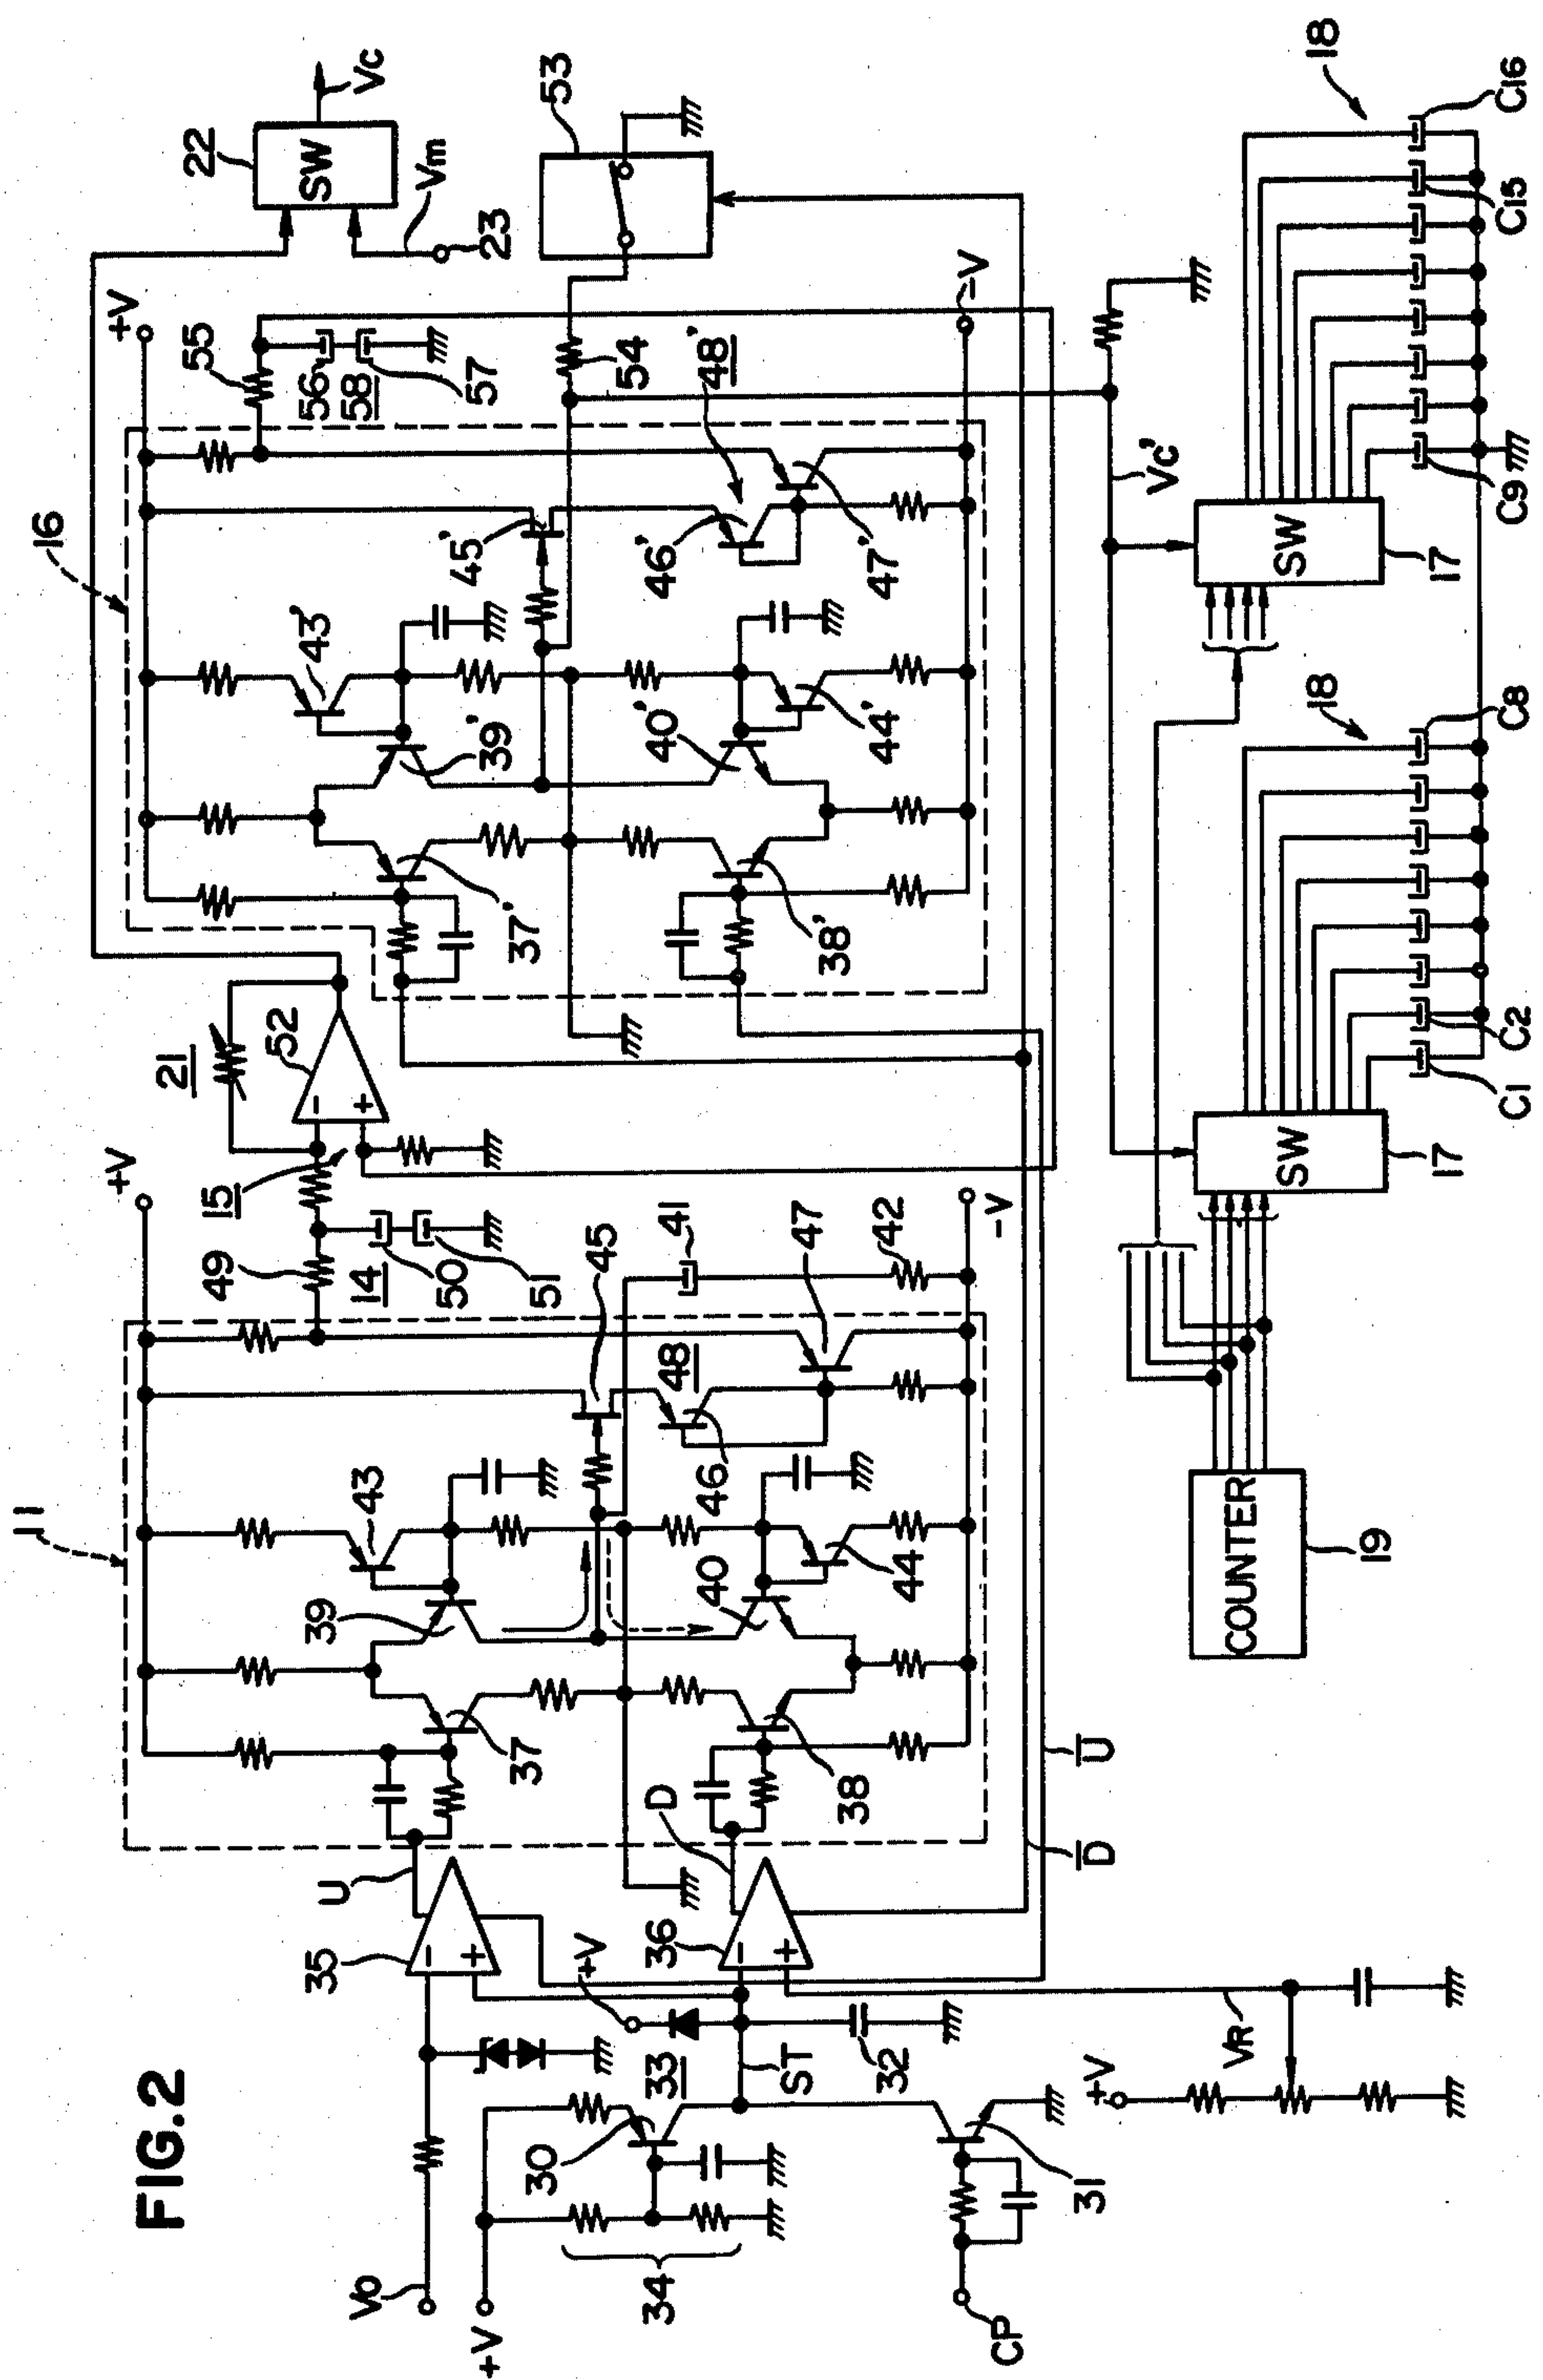 FIG.2
Vo
+V
34
30
33
ST
32
+V
CP
31
+V
VR
35
U
36
D
D
U
11
37
38
39
40
43
44
45
46
47
48
41
42
49
14
50
51
15
21
52
+V
-V
16
37'
38'
39'
40'
43'
44'
45'
46'
47'
48'
+V
-V
55
56
58
57
54
53
22
SW
Vc
Vm
23
Vc'
COUNTER
19
SW
17
18
C1
C2
C8
SW
17
18
C9
C15
C16